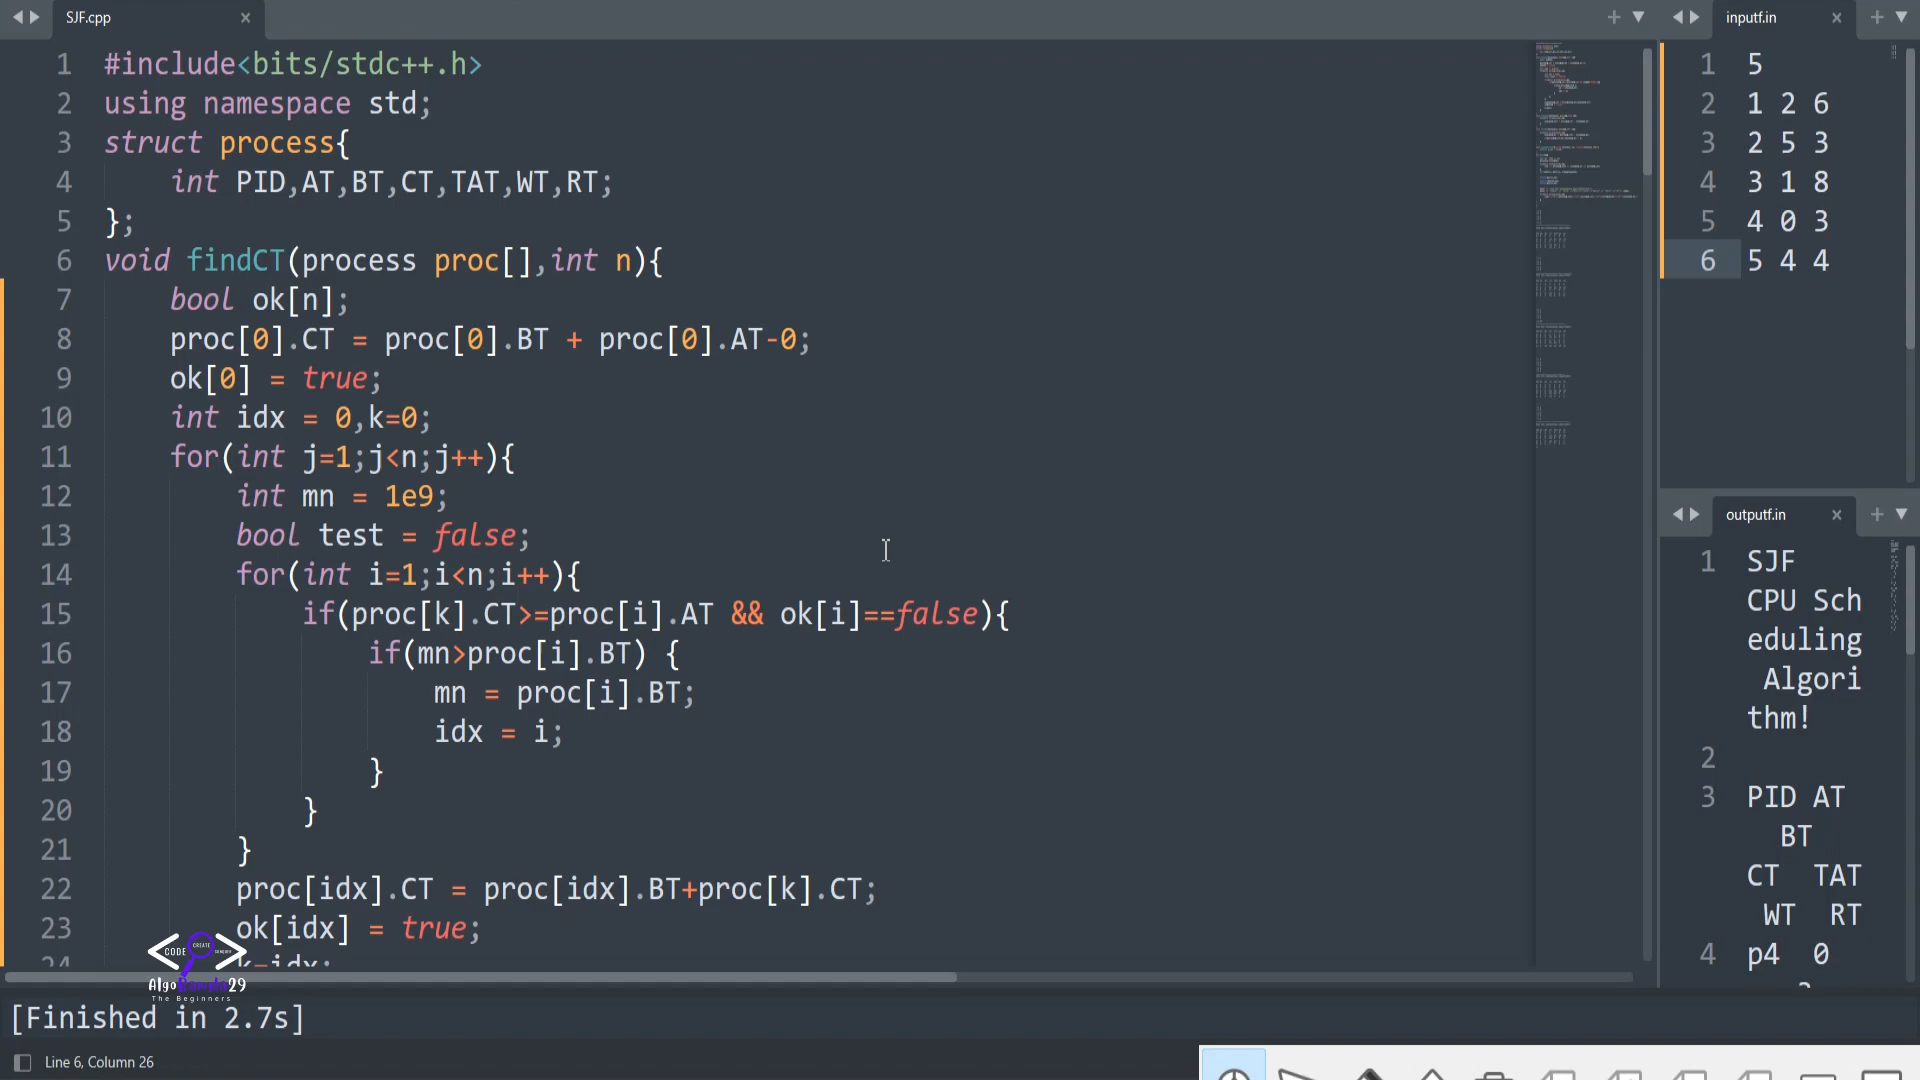 SJF.cpp
1 #include<bits/stdc++.h>
2 using namespace std;
3 struct process{
4 int PID,AT,BT,CT,TAT,WT,RT;
5 };
6 void findCT(process proc[],int n){
7 bool ok[n];
8 proc[0].CT = proc[0].BT + proc[0].AT-0;
9 ok[0] = true;
10 int idx = 0,k=0;
11 for(int j=1;j<n;j++){
12 int mn = 1e9;
13 bool test = false;
14 for(int i=1;i<n;i++){
15 if(proc[k].CT>=proc[i].AT && ok[i]==false){
16 if(mn>proc[i].BT) {
17 mn = proc[i].BT;
18 idx = i;
19 }
20 }
21 }
22 proc[idx].CT = proc[idx].BT+proc[k].CT;
23 ok[idx] = true;
24 k=idx;
inputf.in
1 5
2 1 2 6
3 2 5 3
4 3 1 8
5 4 0 3
6 5 4 4
outputf.in
1 SJF
CPU Sch
eduling
Algori
thm!
2
3 PID AT
BT
CT TAT
WT RT
4 p4 0
CODE
CREATE
29
The Beginners
[Finished in 2.7s]
Line 6, Column 26